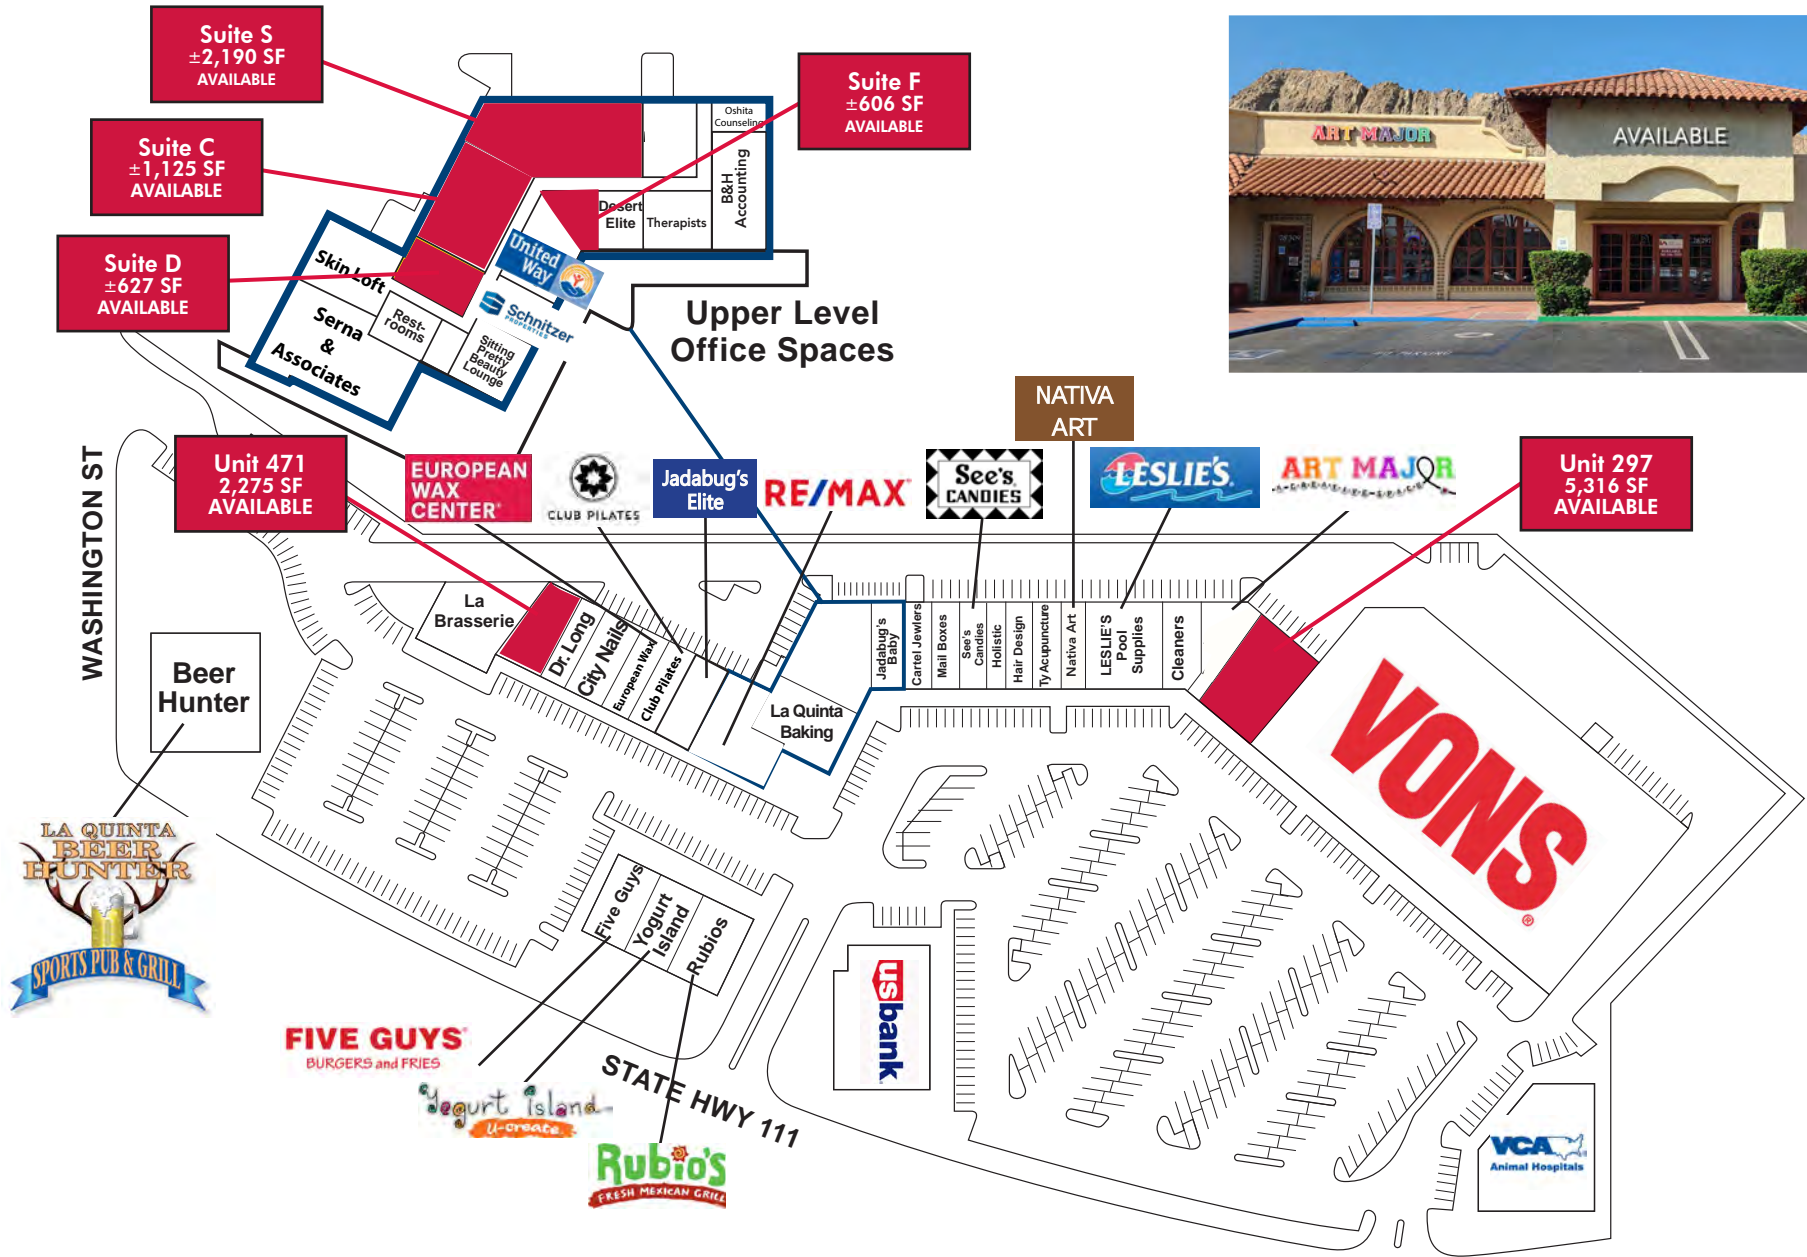 Suite S
±2,190 SF
AVAILABLE
Suite C
±1,125 SF
AVAILABLE
Suite D
±627 SF
AVAILABLE
Suite F
±606 SF
AVAILABLE
Oshita
Counseling
B&H
Accounting
Desert
Elite
Therapists
United
Way
Schnitzer
PROPERTIES
Skin Loft
Serna
&
Associates
Rest-
rooms
Sitting
Pretty
Beauty
Lounge
Upper Level
Office Spaces
ART MAJOR
AVAILABLE
WASHINGTON ST
Unit 471
2,275 SF
AVAILABLE
EUROPEAN
WAX
CENTER
CLUB PILATES
Jadabug's
Elite
RE/MAX
See's
CANDIES
NATIVA
ART
LESLIE'S
ART MAJOR
A CREATIVE SPACE
Unit 297
5,316 SF
AVAILABLE
La
Brasserie
Dr. Long
City Nails
European Wax
Club Pilates
La Quinta
Baking
Jadabug's
Baby
Cartel Jewlers
Mail Boxes
See's
Candies
Holistic
Hair Design
Ty Acupuncture
Nativa Art
LESLIE'S
Pool
Supplies
Cleaners
VONS®
Beer
Hunter
LA QUINTA
BEER
HUNTER
SPORTS PUB & GRILL
Five Guys
Yogurt
Island
Rubios
FIVE GUYS
BURGERS and FRIES
Yogurt island
u-create
Rubio's
FRESH MEXICAN GRILL
STATE HWY 111
usbank
VCA
Animal Hospitals